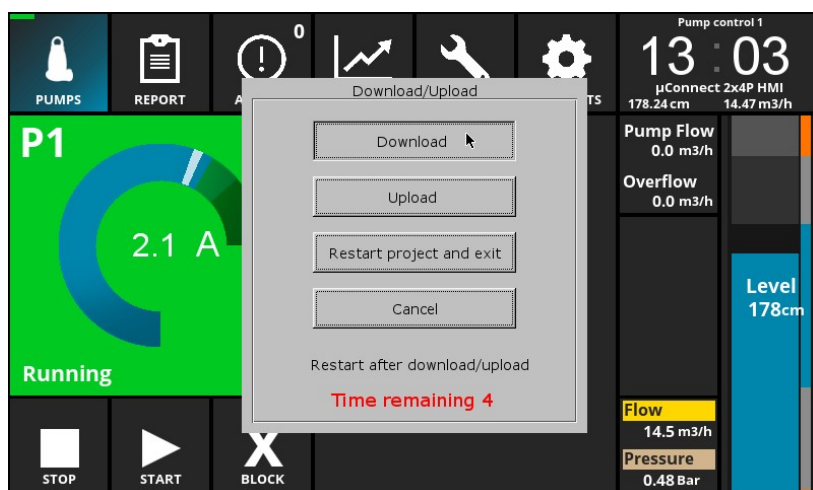 0
Pump control 1
13:03
PUMPS
REPORT
A
TS
µConnect 2x4P HMI
178.24 cm
14.47 m3/h
Download/Upload
P1
Download
Pump Flow
0.0 m3/h
Upload
Overflow
0.0 m3/h
2.1 A
Restart project and exit
Level
178cm
Cancel
Running
Restart after download/upload
Time remaining 4
Flow
14.5 m3/h
Pressure
0.48 Bar
STOP
START
X
BLOCK